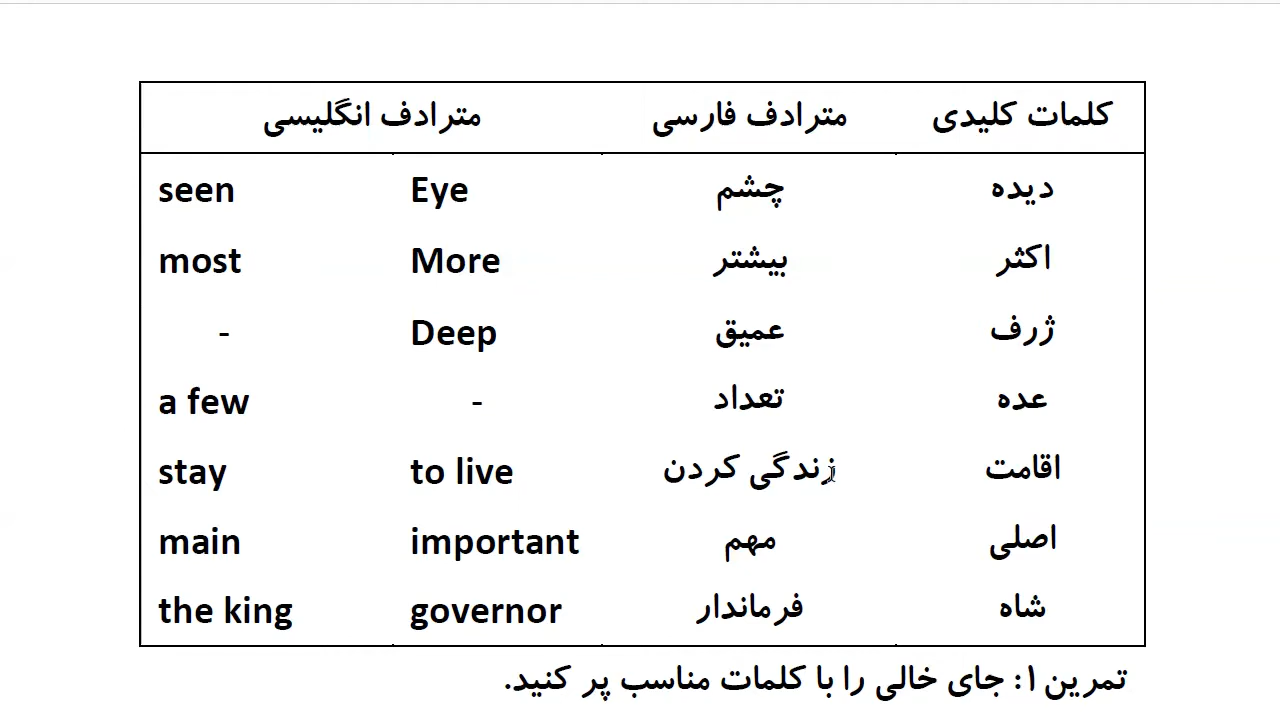 کلمات کلیدی مترادف فارسی مترادف انگلیسی
دیده چشم Eye seen
اکثر بیشتر More most
ژرف عمیق Deep -
عده تعداد - a few
اقامت زندگی کردن to live stay
اصلی مهم important main
شاه فرماندار governor the king
تمرین ۱: جای خالی را با کلمات مناسب پر کنید.